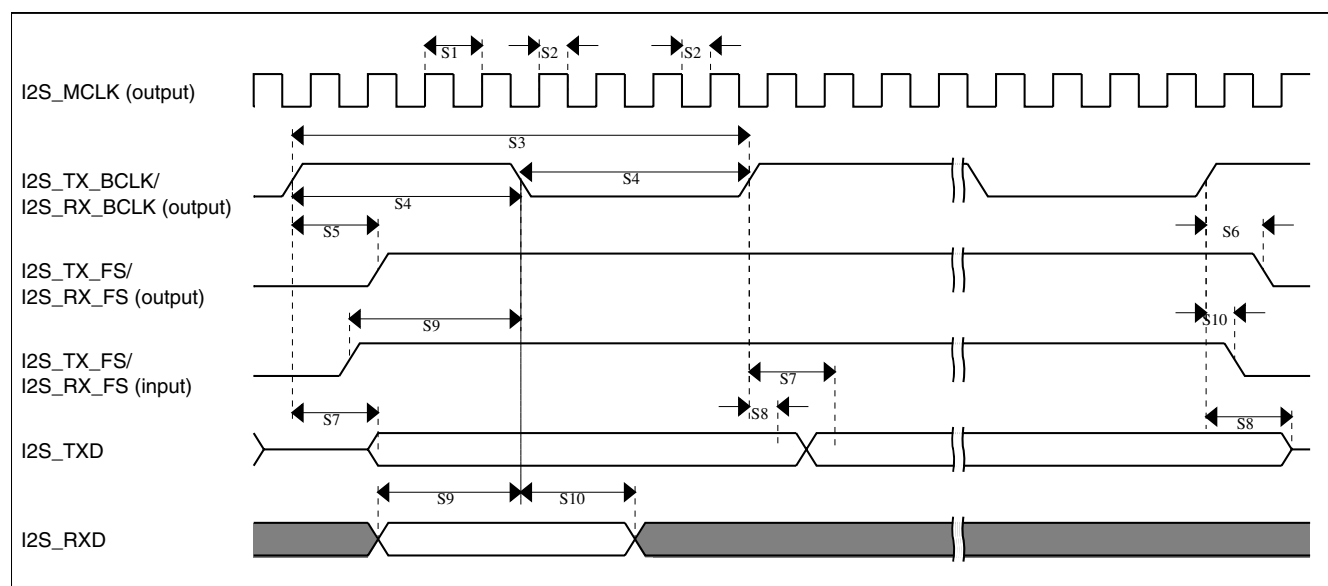 S1
S2
S2
I2S_MCLK (output)
S3
I2S_TX_BCLK/
I2S_RX_BCLK (output)
S4
S4
S5
S6
I2S_TX_FS/
I2S_RX_FS (output)
S9
S10
I2S_TX_FS/
I2S_RX_FS (input)
S7
S7
S8
S8
I2S_TXD
S9
S10
I2S_RXD